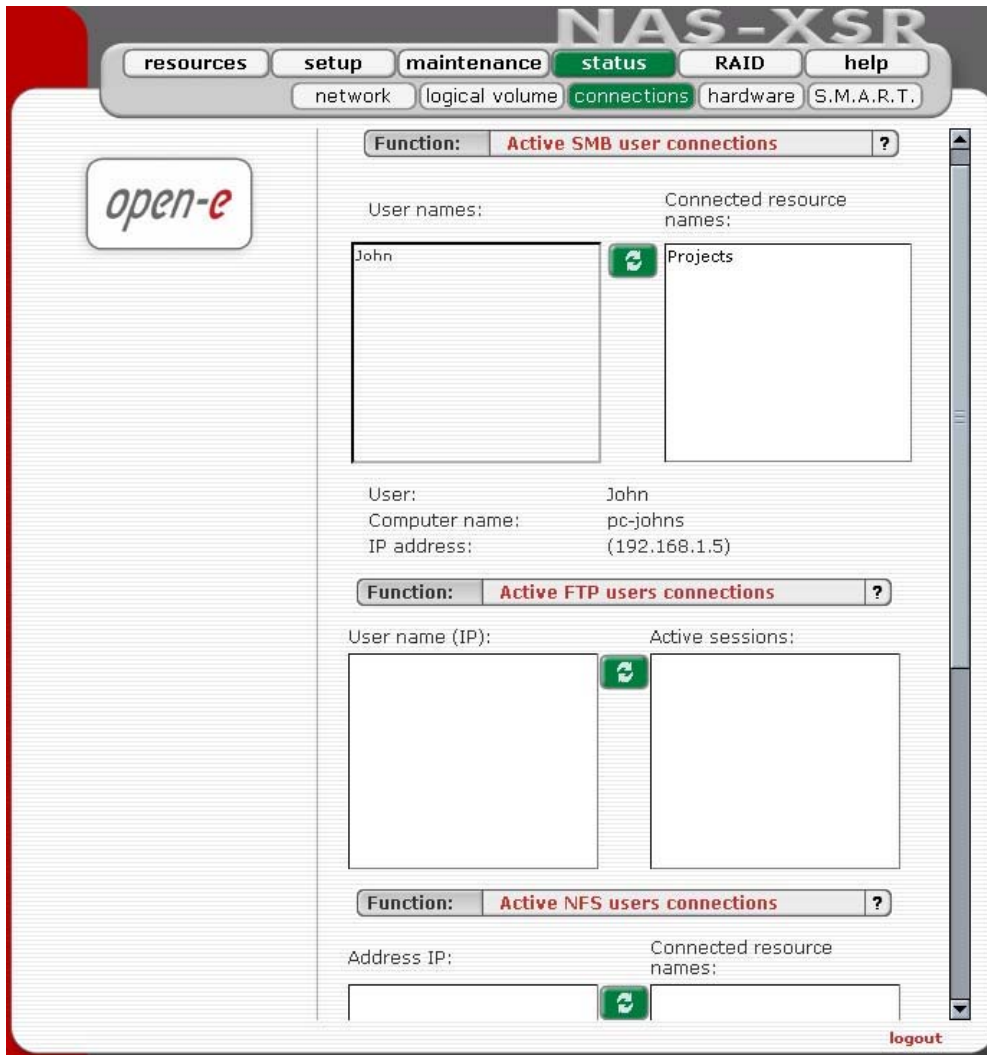 NAS-XSR
resources setup maintenance status RAID help
network logical volume connections hardware S.M.A.R.T.
open-e
Function: Active SMB user connections ?
User names: Connected resource names:
John Projects
User: John
Computer name: pc-johns
IP address: (192.168.1.5)
Function: Active FTP users connections ?
User name (IP): Active sessions:
Function: Active NFS users connections ?
Address IP: Connected resource names:
logout